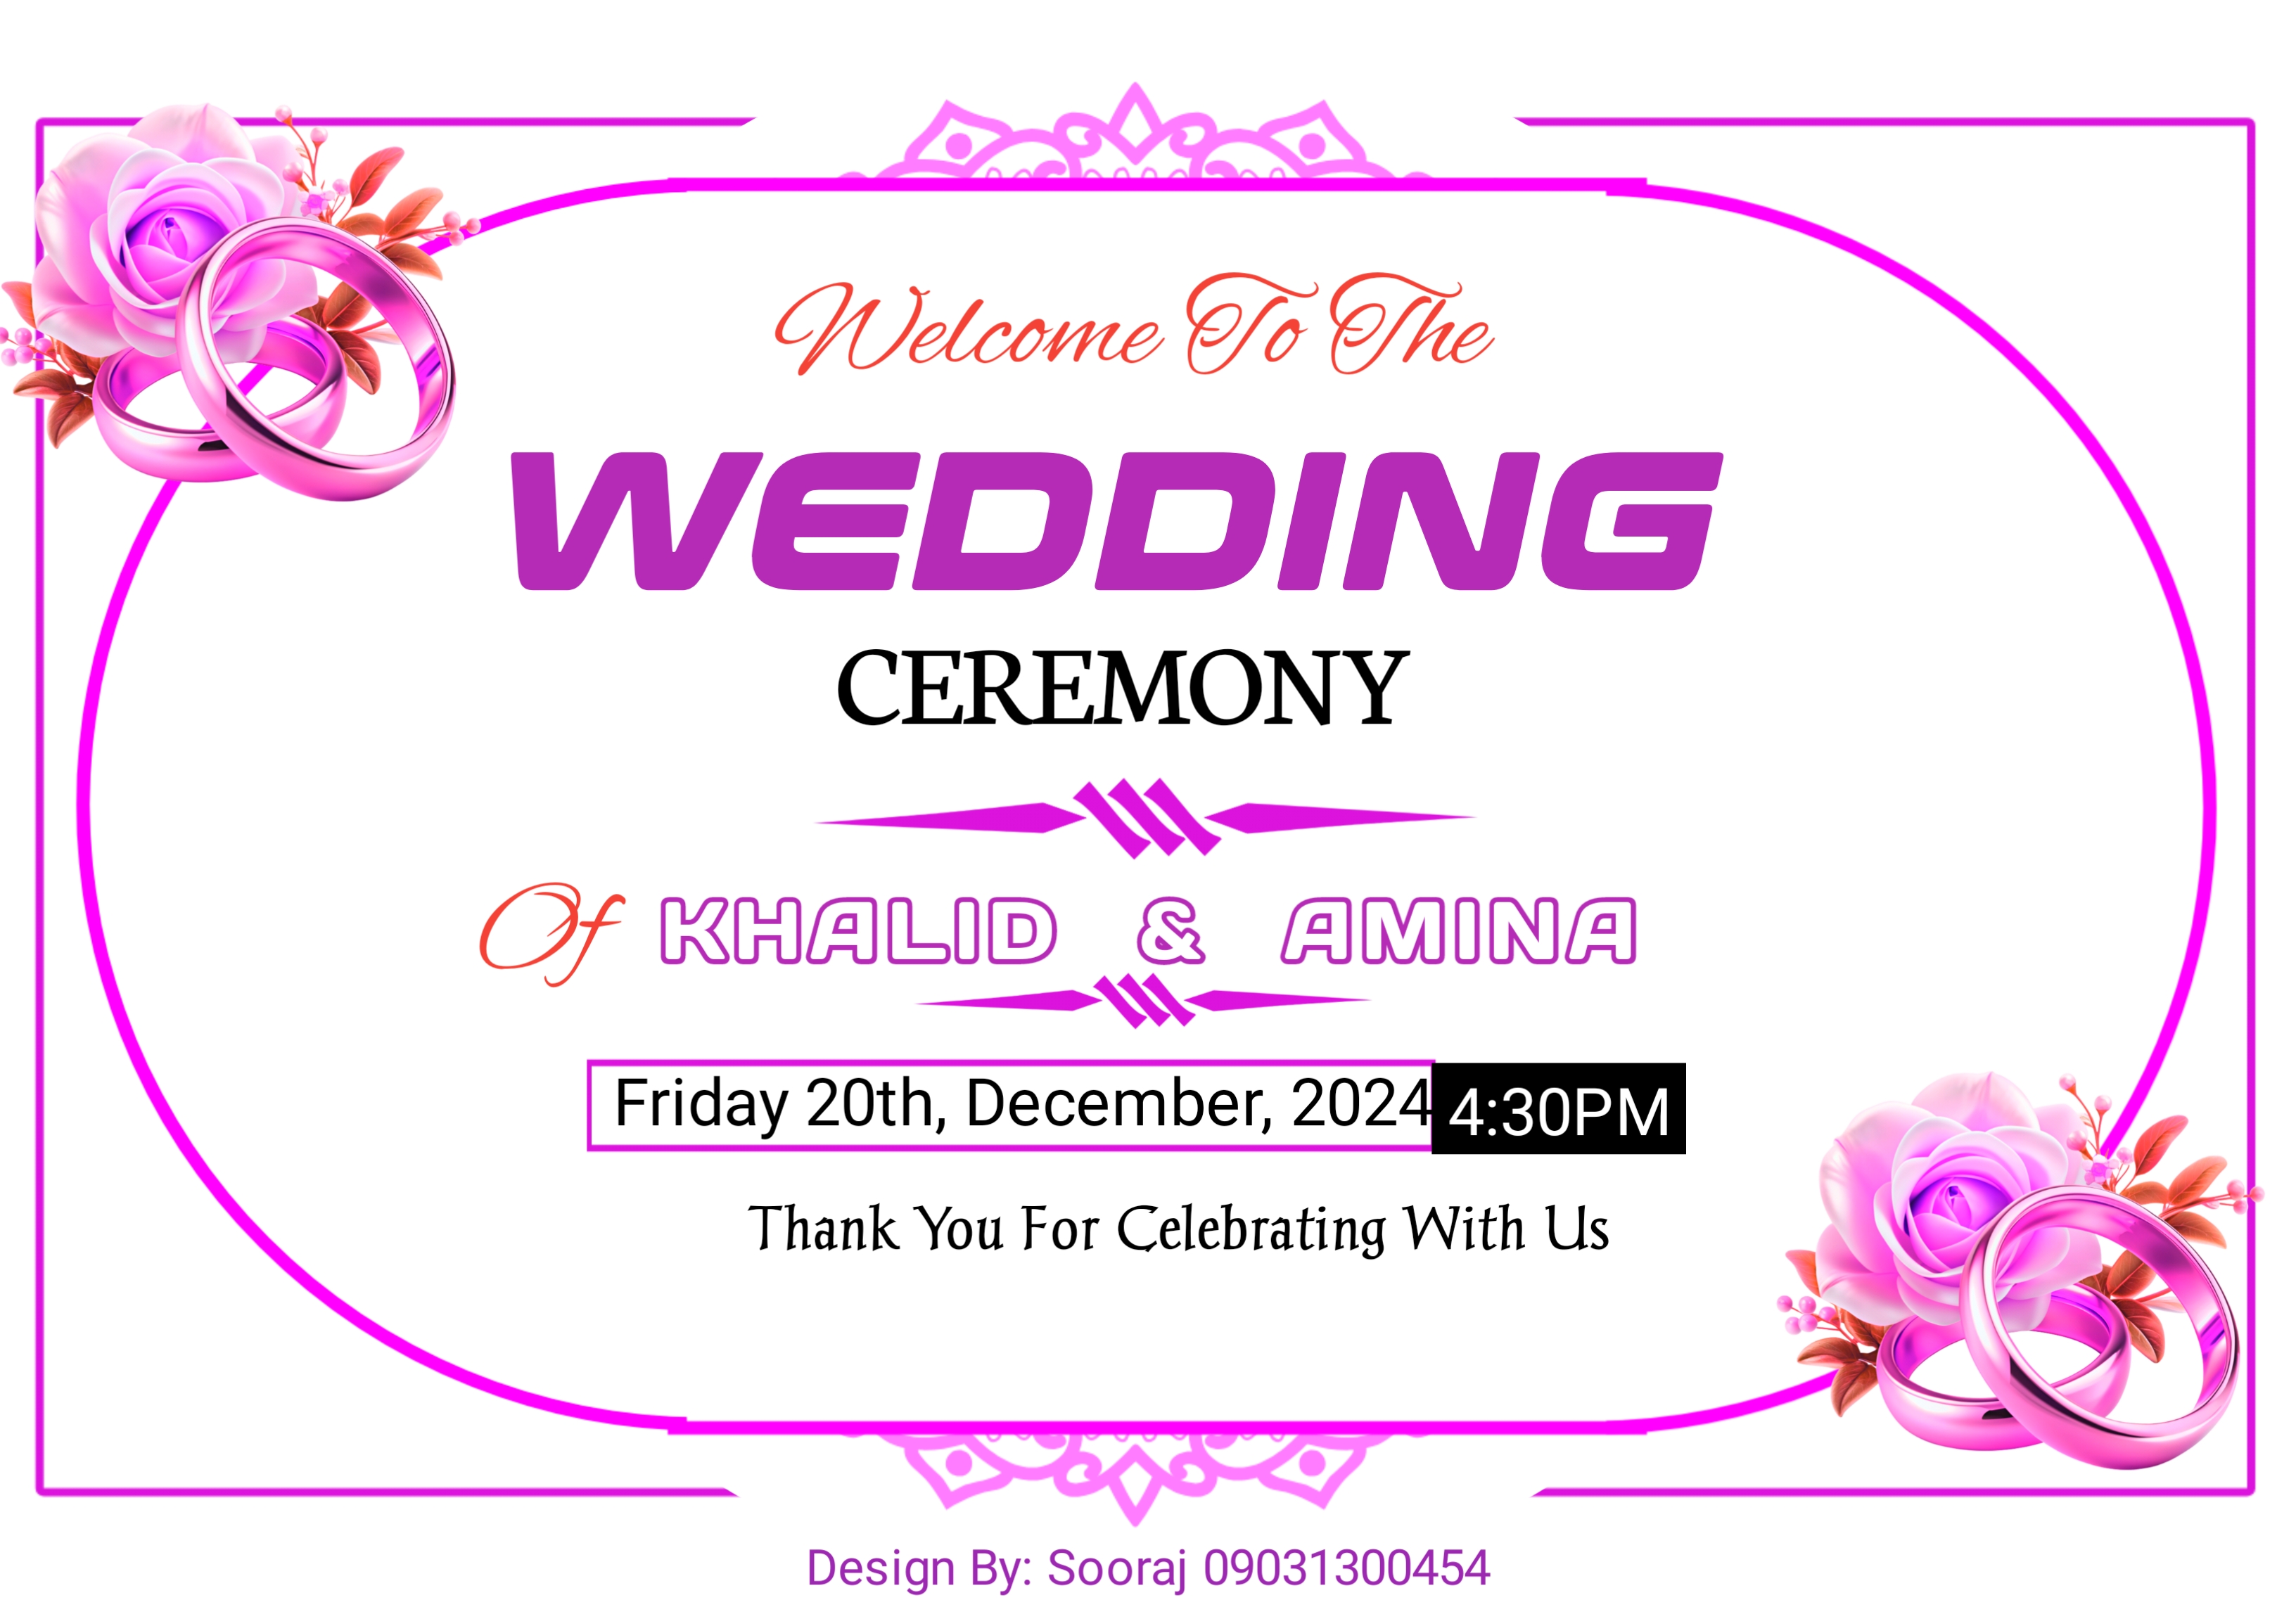 Welcome To The
WEDDING
CEREMONY
Of KHALID & AMINA
Friday 20th, December, 2024 4:30PM
Thank You For Celebrating With Us
Design By: Sooraj 09031300454